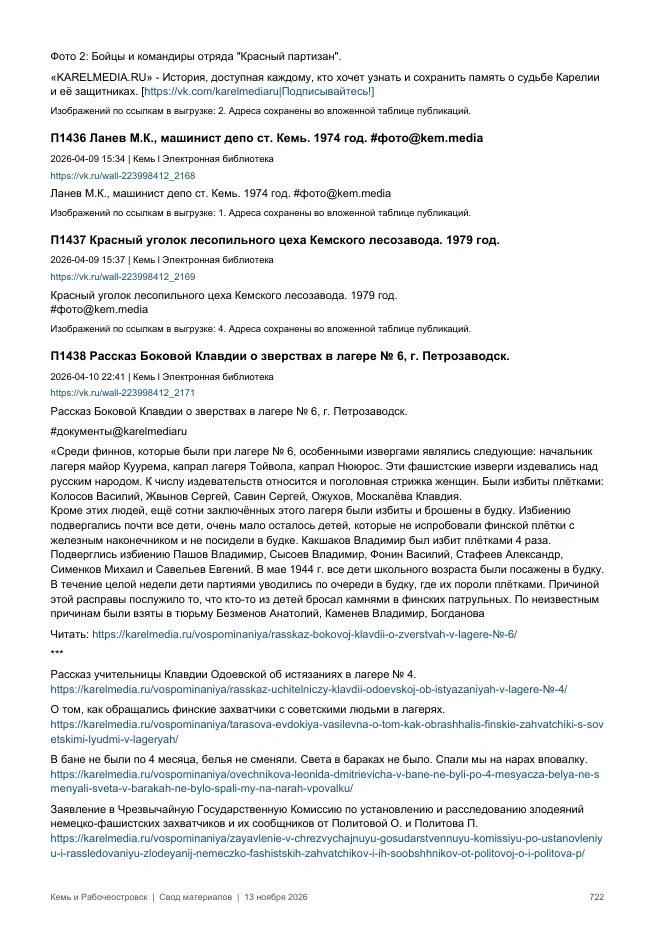 Фото 2: Бойцы и командиры отряда "Красный партизан".
«KARELMEDIA.RU» - История, доступная каждому, кто хочет узнать и сохранить память о судьбе Карелии
и её защитниках. [https://vk.com/karelmediaru|Подписывайтесь!]
Изображений по ссылкам в выгрузке: 2. Адреса сохранены во вложенной таблице публикаций.
П1436 Ланев М.К., машинист депо ст. Кемь. 1974 год. #фото@kem.media
2026-04-09 15:34 | Кемь I Электронная библиотека
https://vk.ru/wall-223998412_2168
Ланев М.К., машинист депо ст. Кемь. 1974 год. #фото@kem.media
Изображений по ссылкам в выгрузке: 1. Адреса сохранены во вложенной таблице публикаций.
П1437 Красный уголок лесопильного цеха Кемского лесозавода. 1979 год.
2026-04-09 15:37 | Кемь I Электронная библиотека
https://vk.ru/wall-223998412_2169
Красный уголок лесопильного цеха Кемского лесозавода. 1979 год.
#фото@kem.media
Изображений по ссылкам в выгрузке: 4. Адреса сохранены во вложенной таблице публикаций.
П1438 Рассказ Боковой Клавдии о зверствах в лагере № 6, г. Петрозаводск.
2026-04-10 22:41 | Кемь I Электронная библиотека
https://vk.ru/wall-223998412_2171
Рассказ Боковой Клавдии о зверствах в лагере № 6, г. Петрозаводск.
#документы@karelmediaru
«Среди финнов, которые были при лагере № 6, особенными извергами являлись следующие: начальник
лагеря майор Куурема, капрал лагеря Тойвола, капрал Нююрос. Эти фашистские изверги издевались над
русским народом. К числу издевательств относится и поголовная стрижка женщин. Были избиты плётками:
Колосов Василий, Жвынов Сергей, Савин Сергей, Ожухов, Москалёва Клавдия.
Кроме этих людей, ещё сотни заключённых этого лагеря были избиты и брошены в будку. Избиению
подвергались почти все дети, очень мало осталось детей, которые не испробовали финской плётки с
железным наконечником и не посидели в будке. Какшаков Владимир был избит плётками 4 раза.
Подверглись избиению Пашов Владимир, Сысоев Владимир, Фонин Василий, Стафеев Александр,
Сименков Михаил и Савельев Евгений. В мае 1944 г. все дети школьного возраста были посажены в будку.
В течение целой недели дети партиями уводились по очереди в будку, где их пороли плётками. Причиной
этой расправы послужило то, что кто-то из детей бросал камнями в финских патрульных. По неизвестным
причинам были взяты в тюрьму Безменов Анатолий, Каменев Владимир, Богданова
Читать: https://karelmedia.ru/vospominaniya/rasskaz-bokovoj-klavdii-o-zverstvah-v-lagere-№-6/
***
Рассказ учительницы Клавдии Одоевской об истязаниях в лагере № 4.
https://karelmedia.ru/vospominaniya/rasskaz-uchitelniczy-klavdii-odoevskoj-ob-istyazaniyah-v-lagere-№-4/
О том, как обращались финские захватчики с советскими людьми в лагерях.
https://karelmedia.ru/vospominaniya/tarasova-evdokiya-vasilevna-o-tom-kak-obrashhalis-finskie-zahvatchiki-s-sov
etskimi-lyudmi-v-lageryah/
В бане не были по 4 месяца, белья не сменяли. Света в бараках не было. Спали мы на нарах вповалку.
https://karelmedia.ru/vospominaniya/ovechnikova-leonida-dmitrievicha-v-bane-ne-byli-po-4-mesyacza-belya-ne-s
menyali-sveta-v-barakah-ne-bylo-spali-my-na-narah-vpovalku/
Заявление в Чрезвычайную Государственную Комиссию по установлению и расследованию злодеяний
немецко-фашистских захватчиков и их сообщников от Политовой О. и Политова П.
https://karelmedia.ru/vospominaniya/zayavlenie-v-chrezvychajnuyu-gosudarstvennuyu-komissiyu-po-ustanovleniy
u-i-rassledovaniyu-zlodeyanij-nemeczko-fashistskih-zahvatchikov-i-ih-soobshhnikov-ot-politovoj-o-i-politova-p/
Кемь и Рабочеостровск | Свод материалов | 13 ноября 2026
722